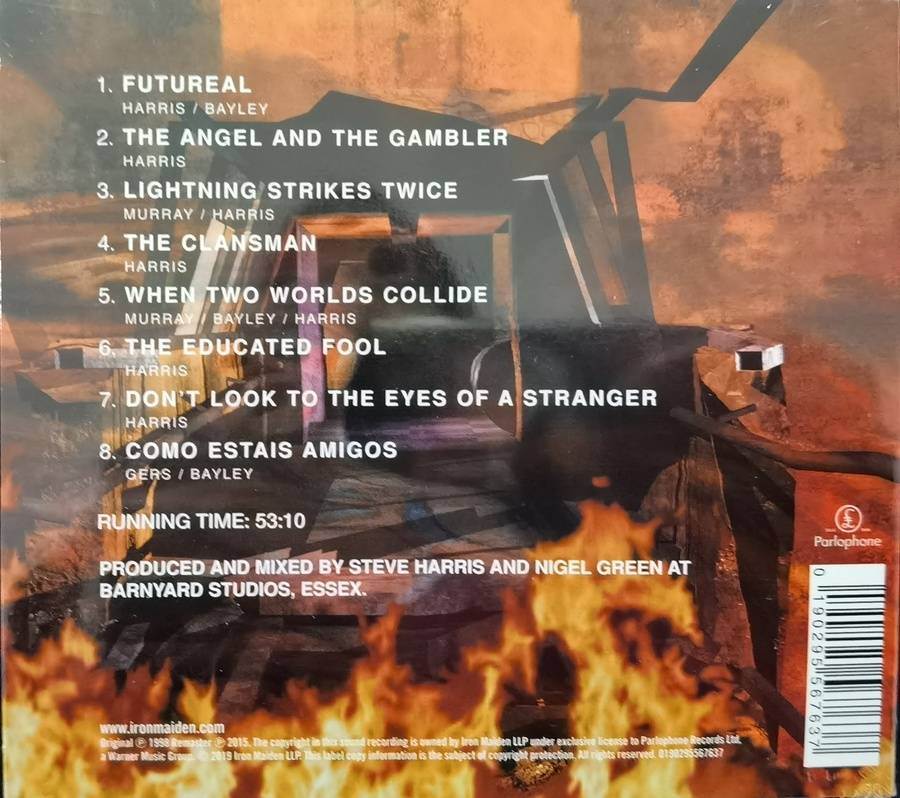 1. FUTUREAL
HARRIS / BAYLEY
2. THE ANGEL AND THE GAMBLER
HARRIS
3. LIGHTNING STRIKES TWICE
MURRAY / HARRIS
4. THE CLANSMAN
HARRIS
5. WHEN TWO WORLDS COLLIDE
MURRAY / BAYLEY / HARRIS
6. THE EDUCATED FOOL
HARRIS
7. DON'T LOOK TO THE EYES OF A STRANGER
HARRIS
8. COMO ESTAIS AMIGOS
GERS / BAYLEY
RUNNING TIME: 53:10
PRODUCED AND MIXED BY STEVE HARRIS AND NIGEL GREEN AT
BARNYARD STUDIOS, ESSEX.
£
Parlophone
0 190295 567637
www.ironmaiden.com
Original ℗ 1998 Remaster ℗ 2015. The copyright in this sound recording is owned by Iron Maiden LLP under exclusive license to Parlophone Records Ltd,
a Warner Music Group. © 2019 Iron Maiden LLP. This label copy information is the subject of copyright protection. All rights reserved. 0190295567637